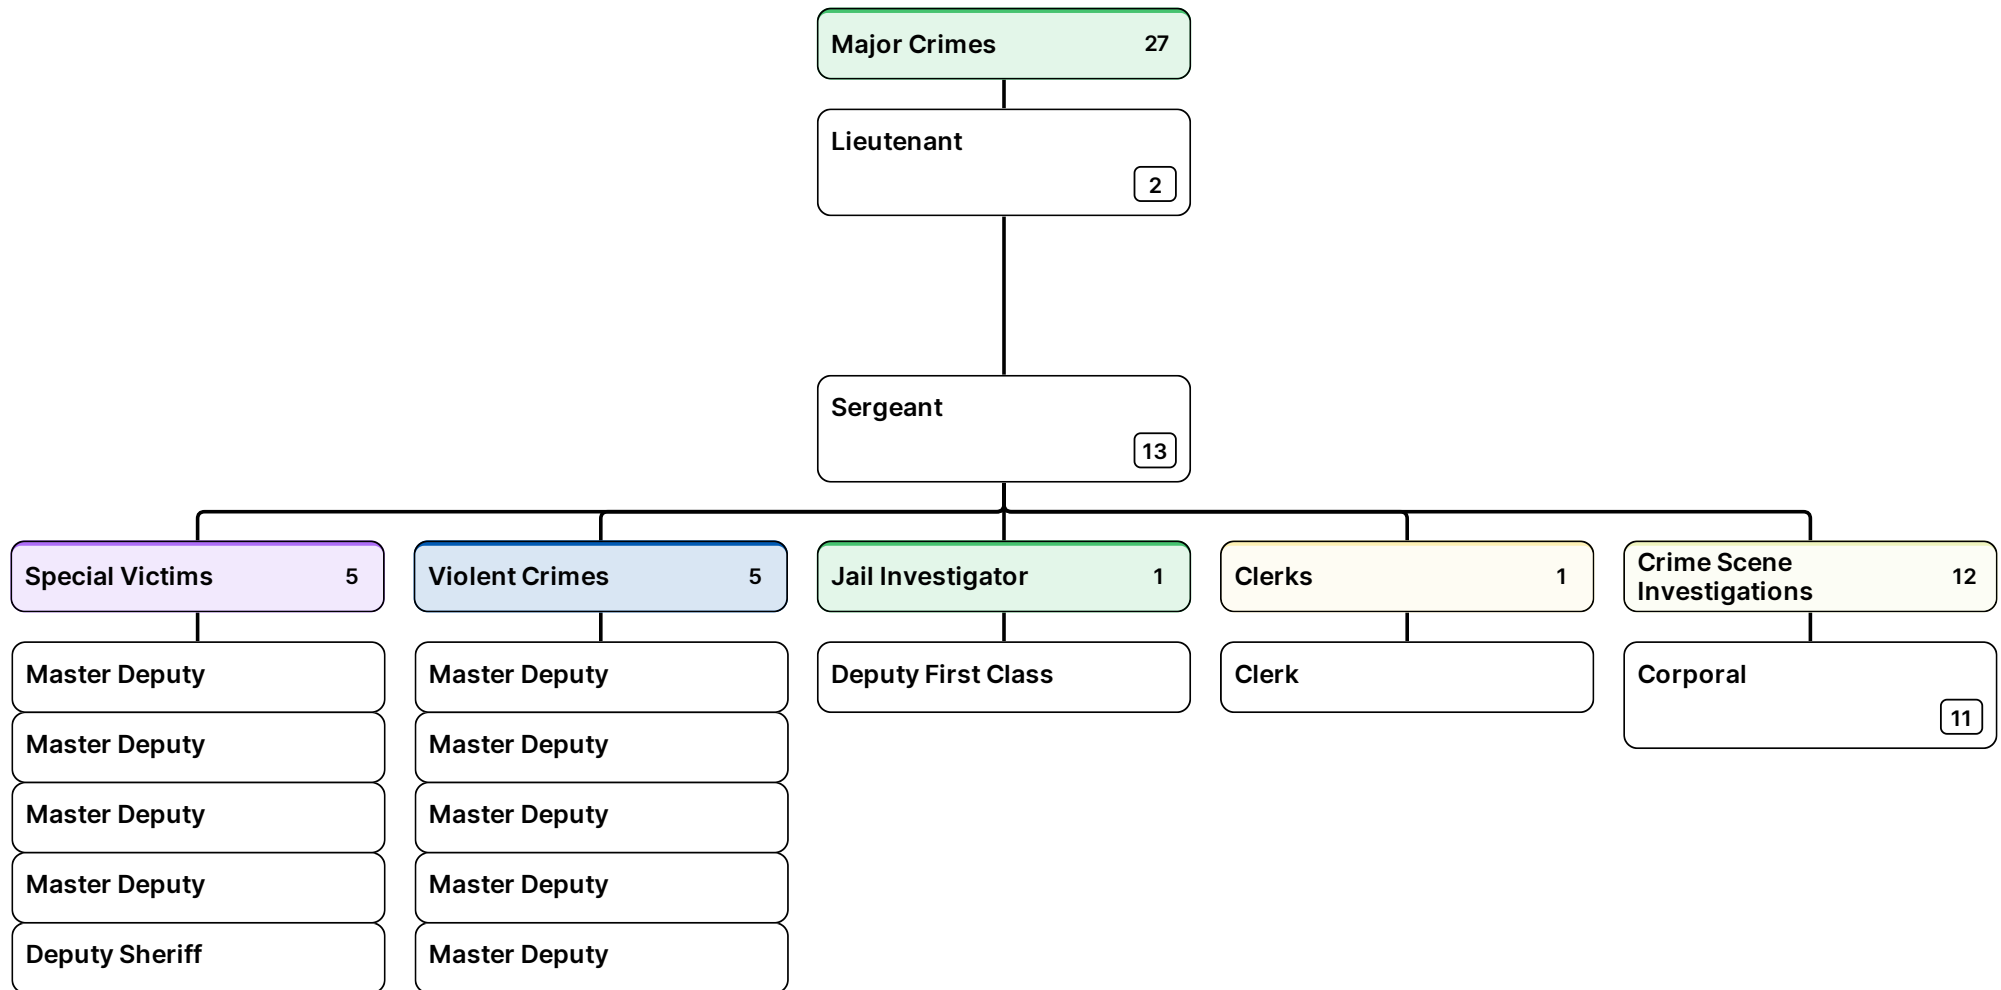 Major Crimes 27
Lieutenant
2
Sergeant
13
Special Victims 5
Violent Crimes 5
Jail Investigator 1
Clerks 1
Crime Scene
Investigations 12
Master Deputy
Master Deputy
Master Deputy
Master Deputy
Deputy Sheriff
Master Deputy
Master Deputy
Master Deputy
Master Deputy
Master Deputy
Deputy First Class
Clerk
Corporal
11